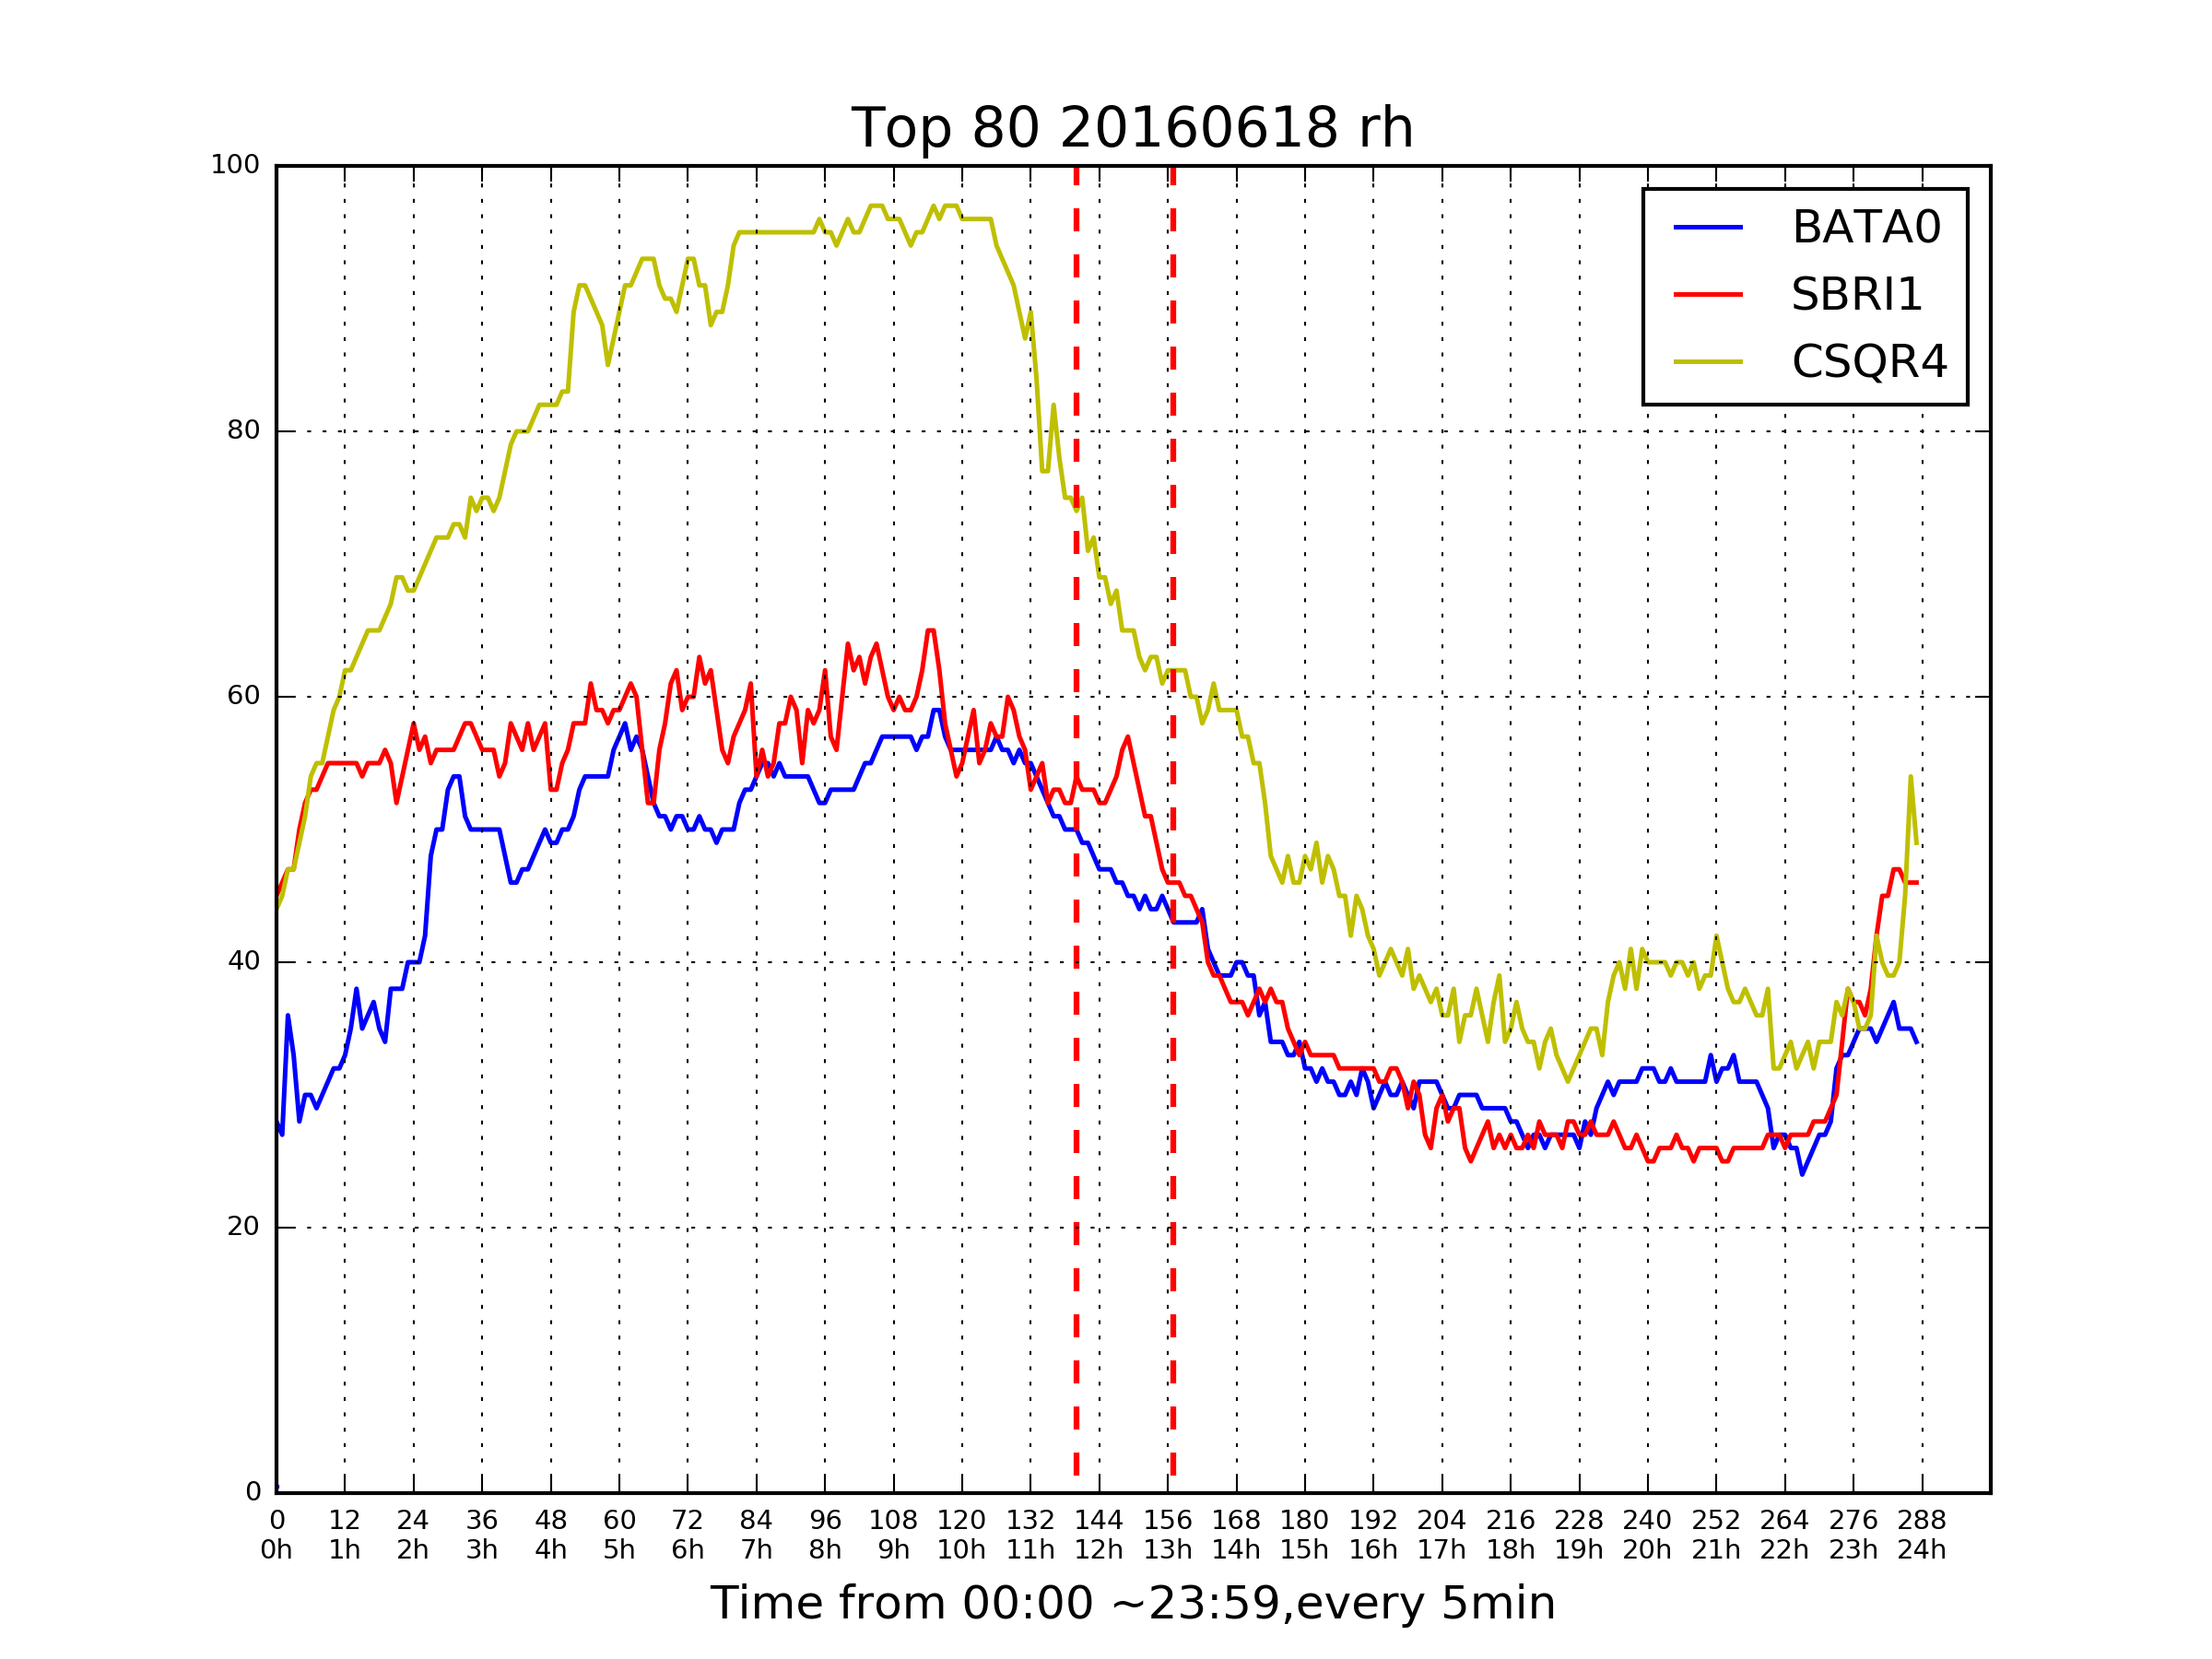 Top 80 20160618 rh
100
80
60
40
20
0
BATA0
SBRI1
CSQR4
0 12 24 36 48 60 72 84 96 108 120 132 144 156 168 180 192 204 216 228 240 252 264 276 288
0h 1h 2h 3h 4h 5h 6h 7h 8h 9h 10h 11h 12h 13h 14h 15h 16h 17h 18h 19h 20h 21h 22h 23h 24h
Time from 00:00 ~23:59,every 5min